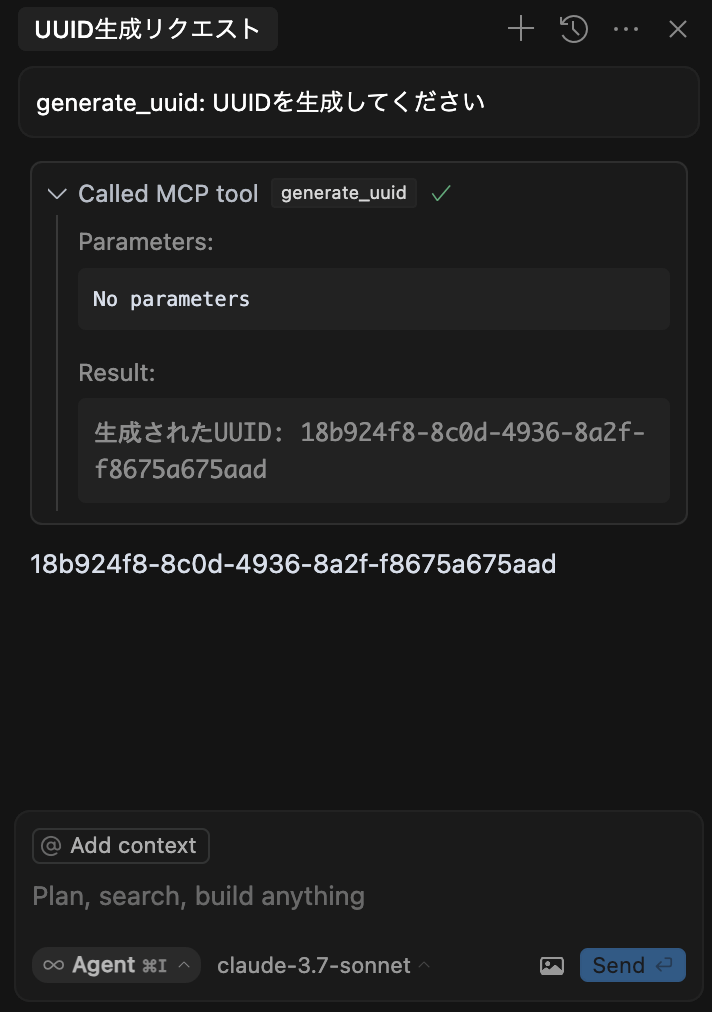 UUID生成リクエスト
generate_uuid: UUIDを生成してください
Called MCP tool generate_uuid
Parameters:
No parameters
Result:
生成されたUUID: 18b924f8-8c0d-4936-8a2f-
f8675a675aad
18b924f8-8c0d-4936-8a2f-f8675a675aad
@ Add context
Plan, search, build anything
∞ Agent ⌘I claude-3.7-sonnet Send